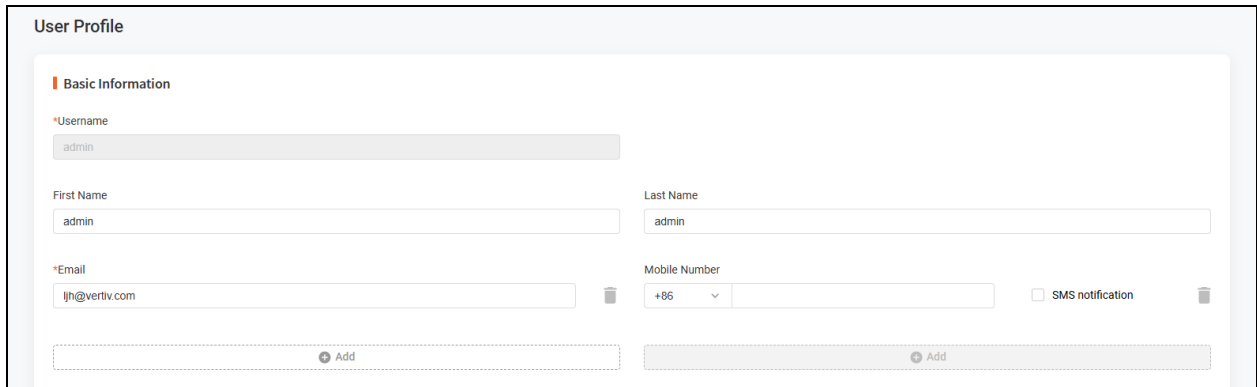 User Profile
Basic Information
*Username
admin
First Name
Last Name
admin
admin
*Email
Mobile Number
ljh@vertiv.com
+86
SMS notification
Add
Add